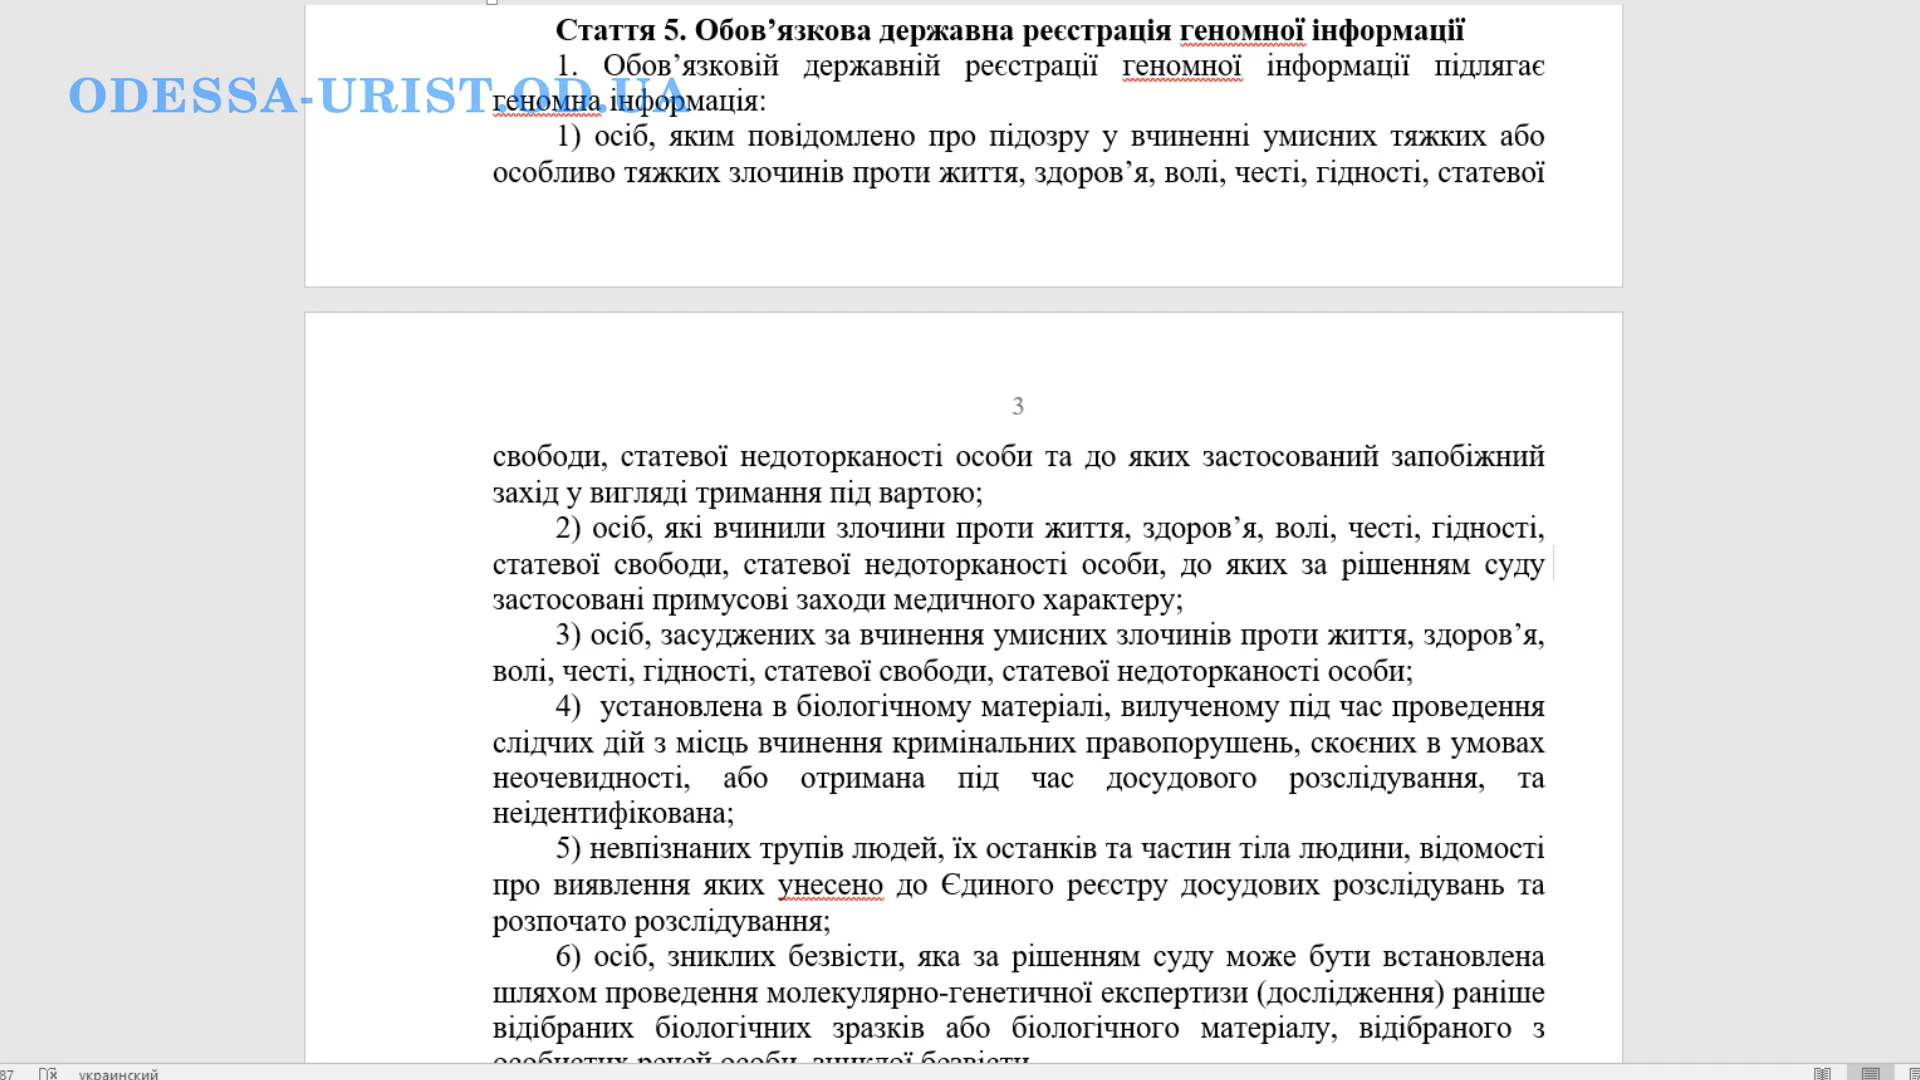 Стаття 5. Обов’язкова державна реєстрація геномної інформації
1. Обов’язковій державній реєстрації геномної інформації підлягає
ODESSA-URIST.OD.UA
геномна інформація:
1) осіб, яким повідомлено про підозру у вчиненні умисних тяжких або
особливо тяжких злочинів проти життя, здоров’я, волі, честі, гідності, статевої
3
свободи, статевої недоторканості особи та до яких застосований запобіжний
захід у вигляді тримання під вартою;
2) осіб, які вчинили злочини проти життя, здоров’я, волі, честі, гідності,
статевої свободи, статевої недоторканості особи, до яких за рішенням суду
застосовані примусові заходи медичного характеру;
3) осіб, засуджених за вчинення умисних злочинів проти життя, здоров’я,
волі, честі, гідності, статевої свободи, статевої недоторканості особи;
4) установлена в біологічному матеріалі, вилученому під час проведення
слідчих дій з місць вчинення кримінальних правопорушень, скоєних в умовах
неочевидності, або отримана під час досудового розслідування, та
неідентифікована;
5) невпізнаних трупів людей, їх останків та частин тіла людини, відомості
про виявлення яких унесено до Єдиного реєстру досудових розслідувань та
розпочато розслідування;
6) осіб, зниклих безвісти, яка за рішенням суду може бути встановлена
шляхом проведення молекулярно-генетичної експертизи (дослідження) раніше
відібраних біологічних зразків або біологічного матеріалу, відібраного з
особистих речей особи, зниклої безвісти
87 украинский